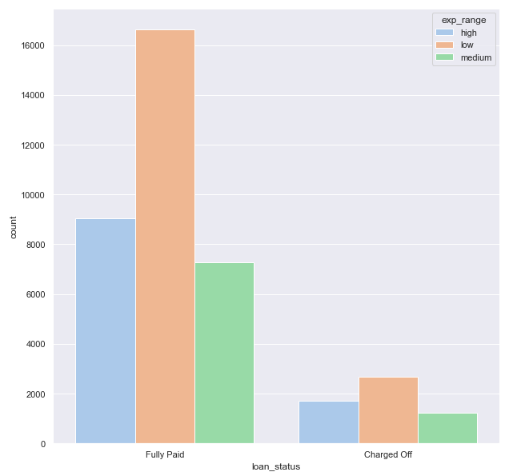 exp_range
high
low
medium
16000
14000
12000
10000
8000
6000
4000
2000
0
count
Fully Paid
Charged Off
loan_status